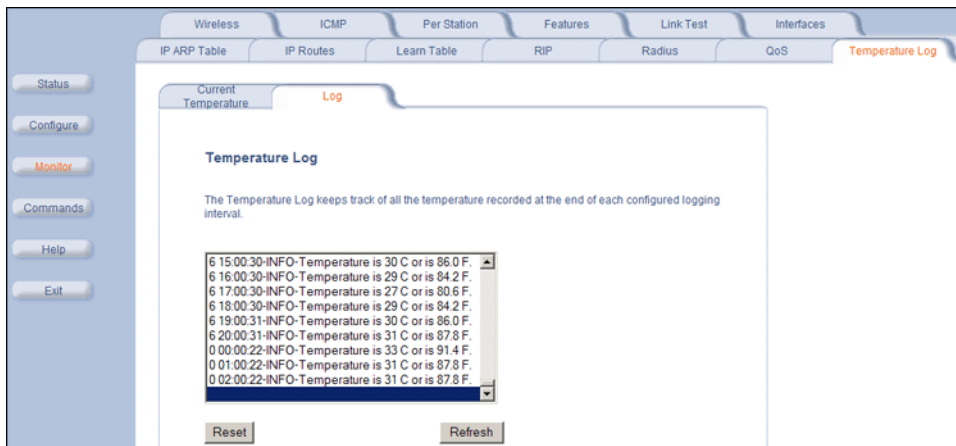 Wireless ICMP Per Station Features Link Test Interfaces
IP ARP Table IP Routes Learn Table RIP Radius QoS Temperature Log
Status
Configure
Monitor
Commands
Help
Exit
Current
Temperature
Log
Temperature Log
The Temperature Log keeps track of all the temperature recorded at the end of each configured logging
interval.
6 15:00:30-INFO-Temperature is 30 C or is 86.0 F.
6 16:00:30-INFO-Temperature is 29 C or is 84.2 F.
6 17:00:30-INFO-Temperature is 27 C or is 80.6 F.
6 18:00:30-INFO-Temperature is 29 C or is 84.2 F.
6 19:00:31-INFO-Temperature is 30 C or is 86.0 F.
6 20:00:31-INFO-Temperature is 31 C or is 87.8 F.
0 00:00:22-INFO-Temperature is 33 C or is 91.4 F.
0 01:00:22-INFO-Temperature is 31 C or is 87.8 F.
0 02:00:22-INFO-Temperature is 31 C or is 87.8 F.
Reset Refresh